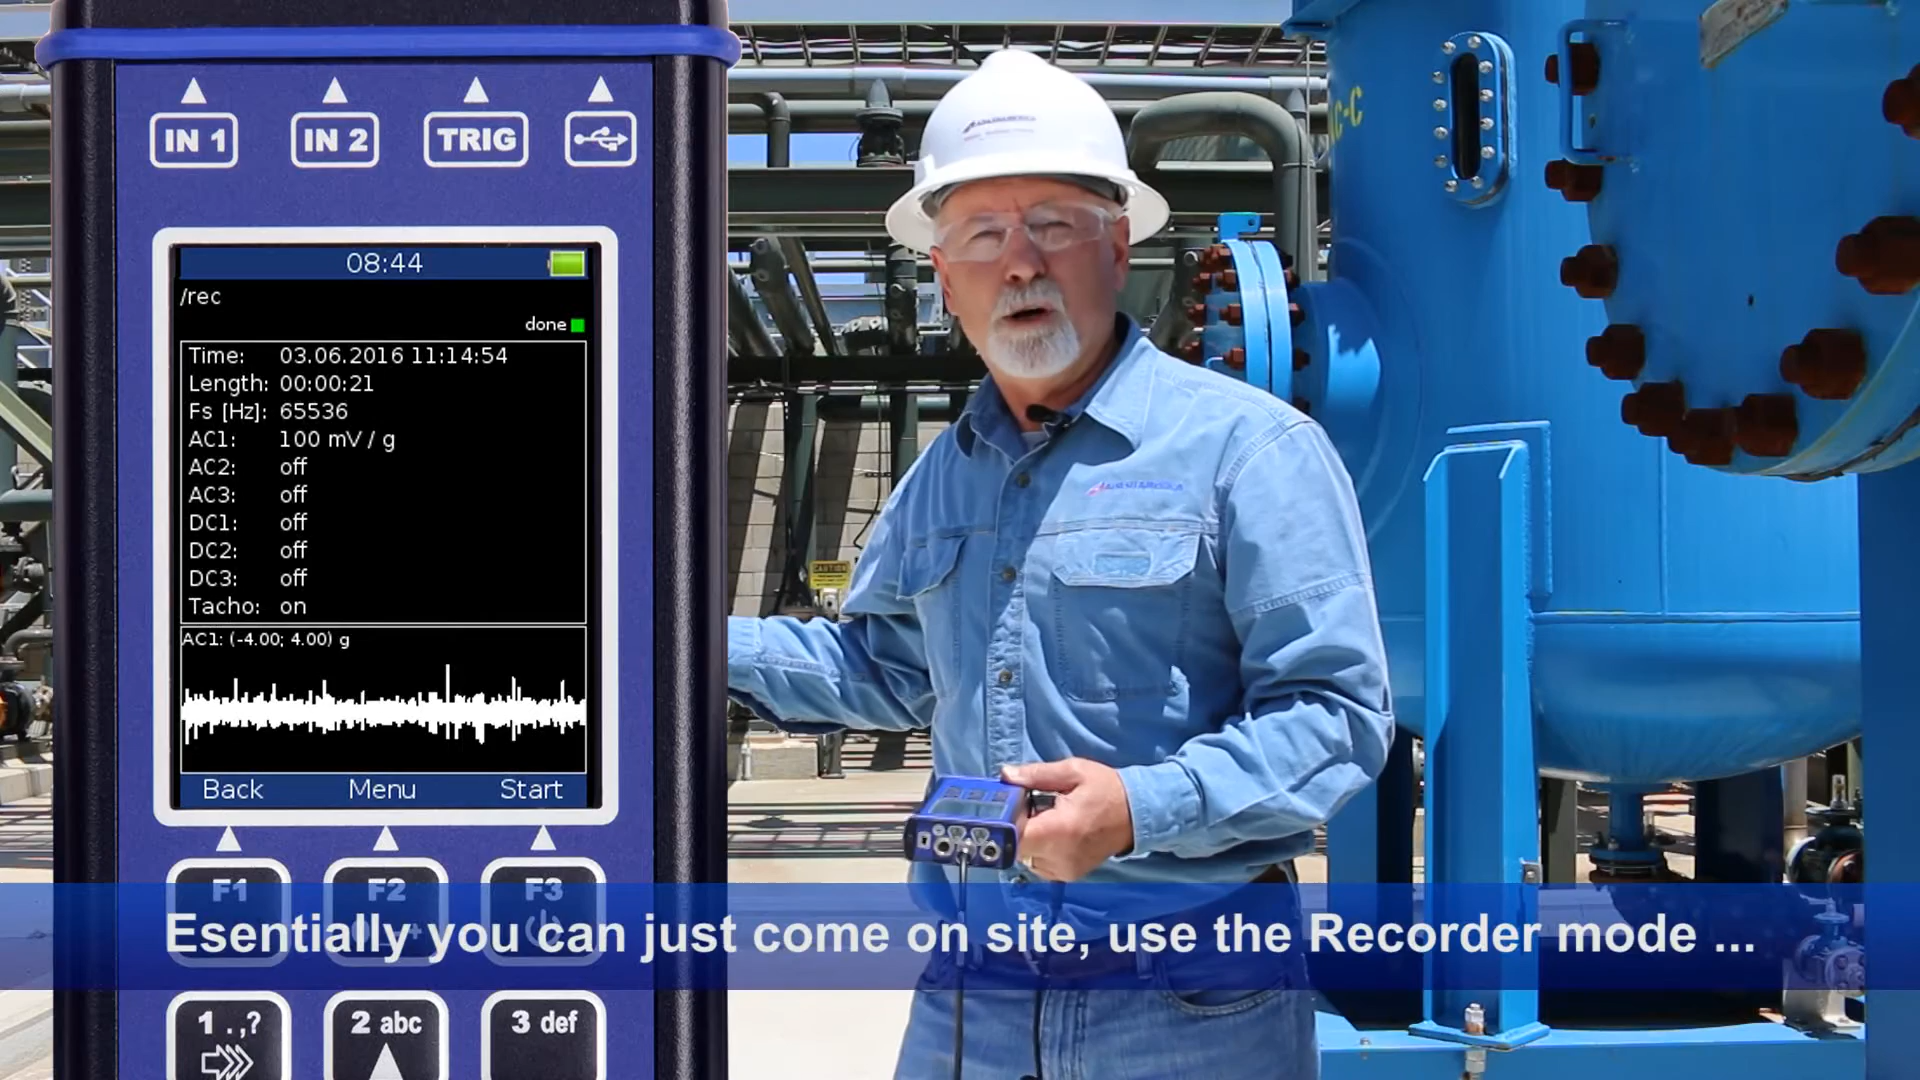 IN 1
IN 2
TRIG
08:44
/rec
done
Time: 03.06.2016 11:14:54
Length: 00:00:21
Fs [Hz]: 65536
AC1: 100 mV / g
AC2: off
AC3: off
DC1: off
DC2: off
DC3: off
Tacho: on
AC1: (-4.00; 4.00) g
Back Menu Start
F1
F2
F3
Esentially you can just come on site, use the Recorder mode ...
1 .,?
2 abc
3 def
CAUTION
C-C